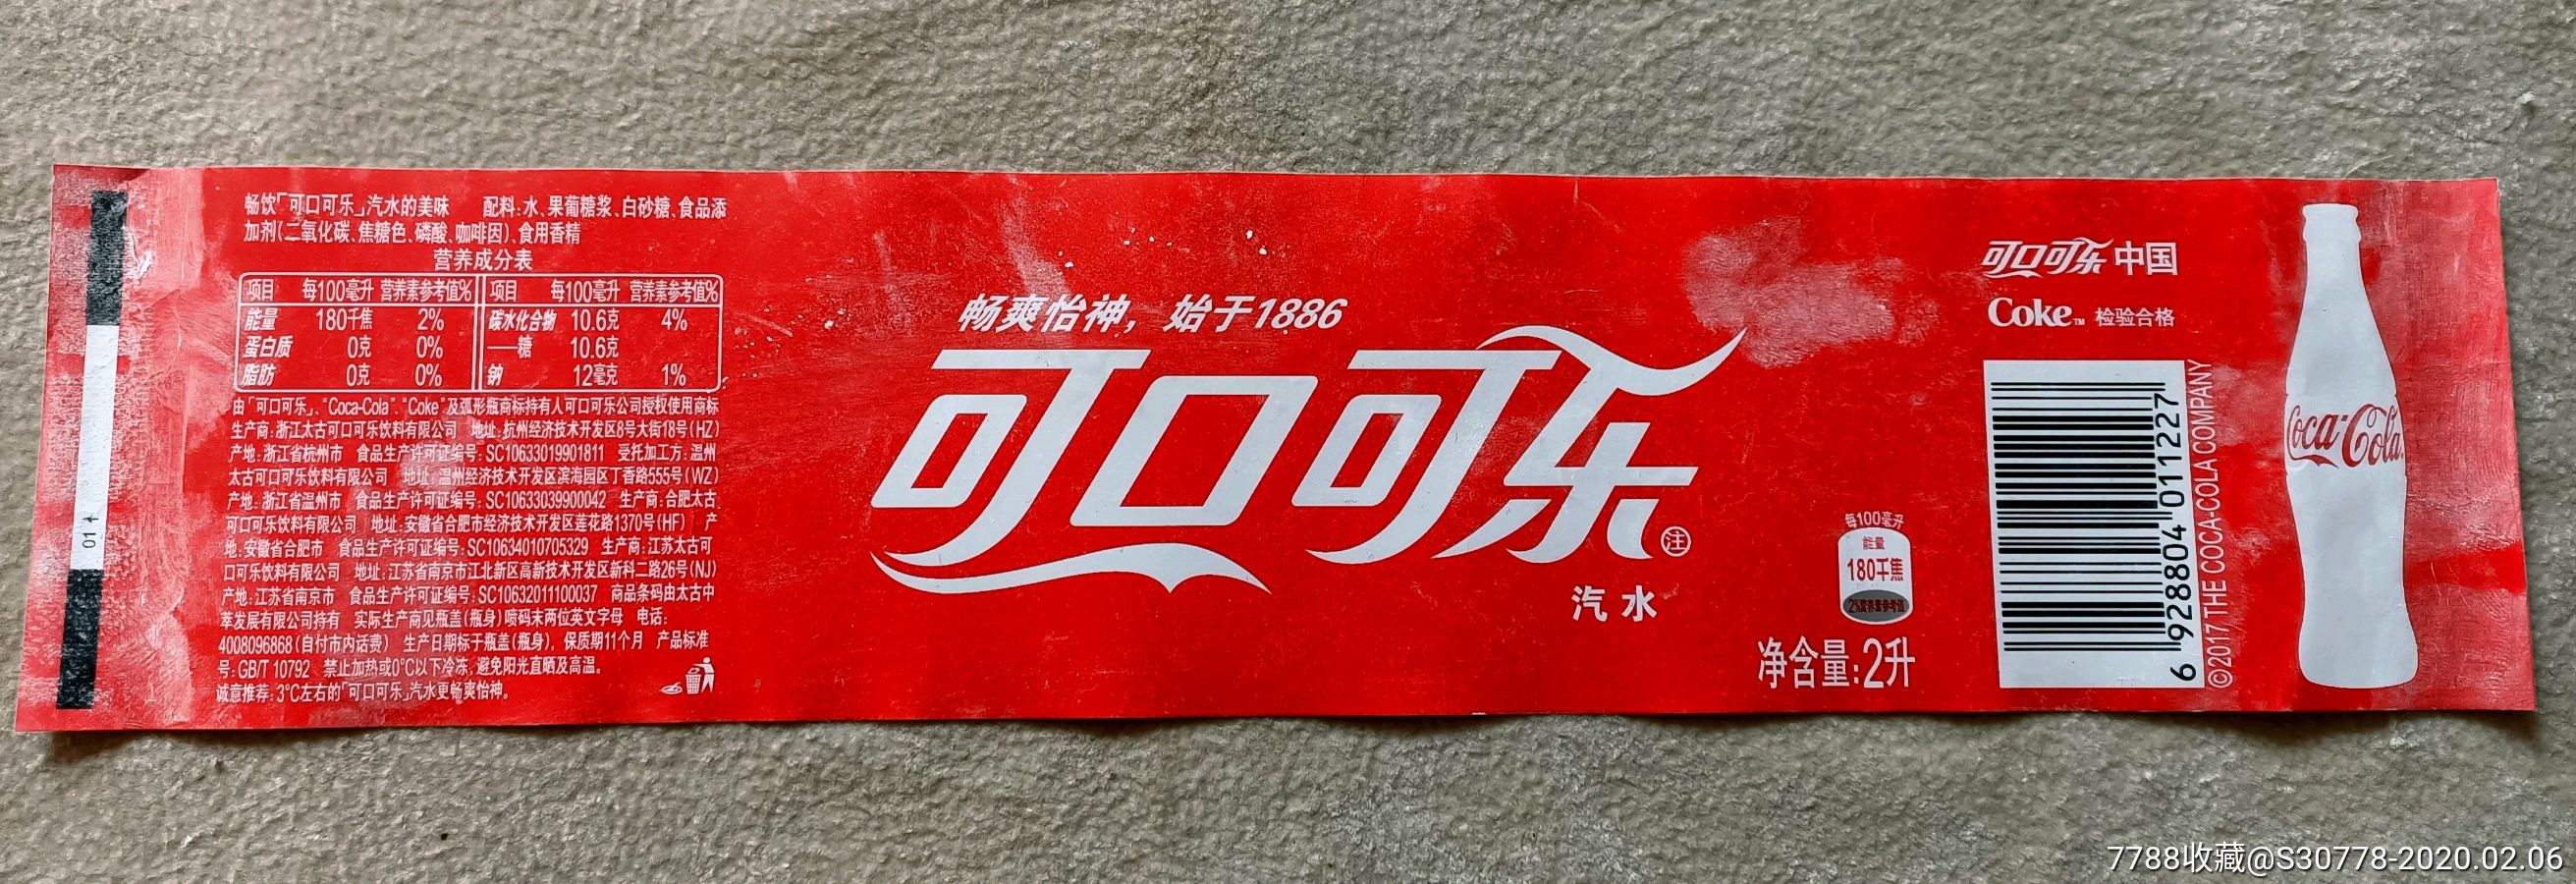 01
畅饮「可口可乐」汽水的美味 配料:水、果葡糖浆、白砂糖、食品添
加剂(二氧化碳、焦糖色、磷酸、咖啡因)、食用香精
营养成分表
项目 每100毫升 营养素参考值% 项目 每100毫升 营养素参考值%
能量 180千焦 2% 碳水化合物 10.6克 4%
蛋白质 0克 0% —糖 10.6克
脂肪 0克 0% 钠 12毫克 1%
由「可口可乐」、“Coca-Cola”、“Coke”及弧形瓶商标持有人可口可乐公司授权使用商标
生产商:浙江太古可口可乐饮料有限公司 地址:杭州经济技术开发区8号大街18号(HZ)
产地:浙江省杭州市 食品生产许可证编号:SC10633019901811 受托加工方:温州
太古可口可乐饮料有限公司 地址:温州经济技术开发区滨海园区丁香路555号(WZ)
产地:浙江省温州市 食品生产许可证编号:SC10633039900042 生产商:合肥太古
可口可乐饮料有限公司 地址:安徽省合肥市经济技术开发区莲花路1370号(HF) 产
地:安徽省合肥市 食品生产许可证编号:SC10634010705329 生产商:江苏太古可
口可乐饮料有限公司 地址:江苏省南京市江北新区高新技术开发区新科二路26号(NJ)
产地:江苏省南京市 食品生产许可证编号:SC10632011100037 商品条码由太古中
萃发展有限公司持有 实际生产商见瓶盖(瓶身)喷码末两位英文字母 电话:
4008096868(自付市内话费) 生产日期标于瓶盖(瓶身),保质期11个月 产品标准
号:GB/T 10792 禁止加热或0°C以下冷冻,避免阳光直晒及高温。
诚意推荐:3°C左右的「可口可乐」汽水更畅爽怡神。
畅爽怡神,始于1886
可口可乐 注
汽水
每100毫升
能量
180千焦
2%营养素参考值
净含量:2升
可口可乐 中国
Coke™ 检验合格
6 928804 011227
©2017 THE COCA-COLA COMPANY
Coca-Cola
7788收藏@S30778-2020.02.06